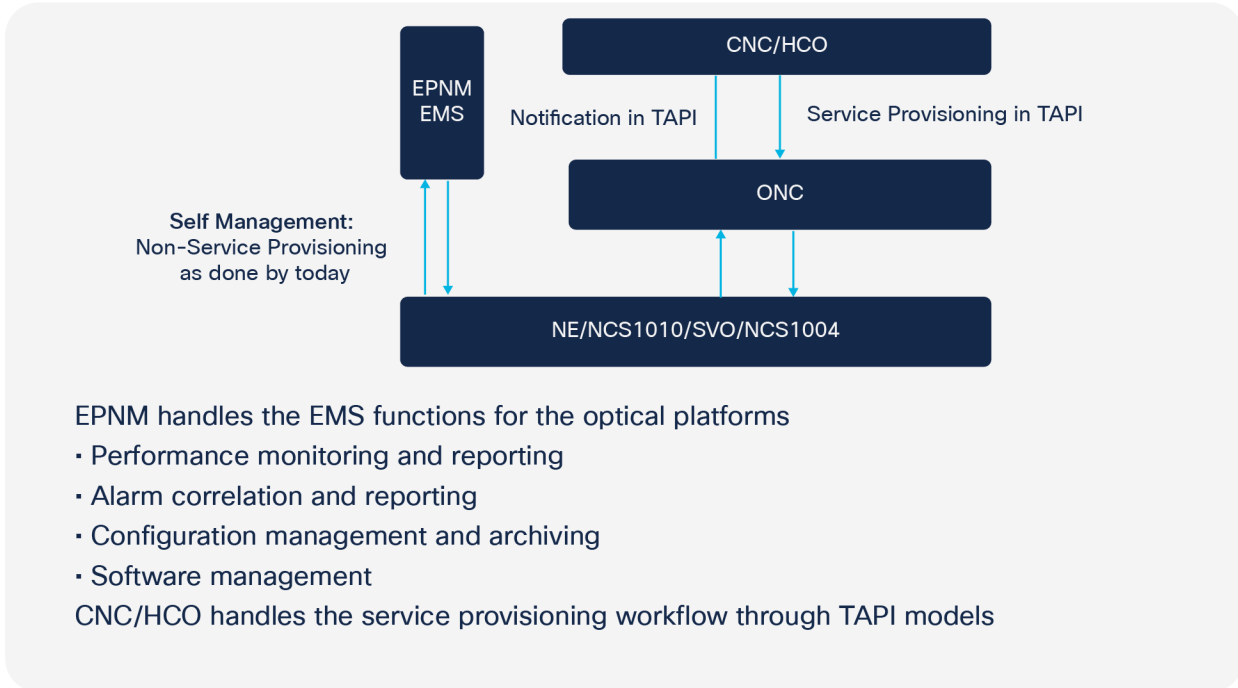 CNC/HCO
EPNM
EMS
Notification in TAPI
Service Provisioning in TAPI
ONC
Self Management:
Non-Service Provisioning
as done by today
NE/NCS1010/SVO/NCS1004
EPNM handles the EMS functions for the optical platforms
▪ Performance monitoring and reporting
▪ Alarm correlation and reporting
▪ Configuration management and archiving
▪ Software management
CNC/HCO handles the service provisioning workflow through TAPI models